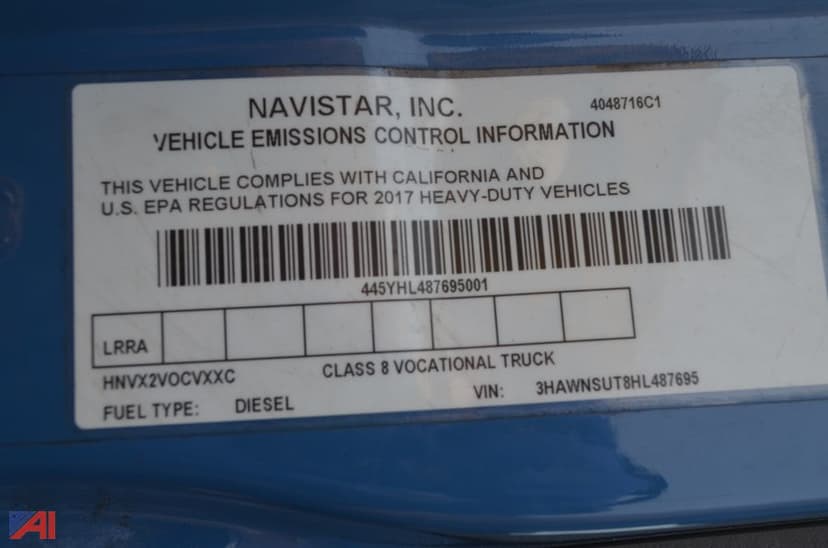 NAVISTAR, INC.
4048716C1
VEHICLE EMISSIONS CONTROL INFORMATION
THIS VEHICLE COMPLIES WITH CALIFORNIA AND
U.S. EPA REGULATIONS FOR 2017 HEAVY-DUTY VEHICLES
445YHL487695001
LRRA
HNVX2VOCVXXC CLASS 8 VOCATIONAL TRUCK
FUEL TYPE: DIESEL VIN: 3HAWNSUT8HL487695
AI